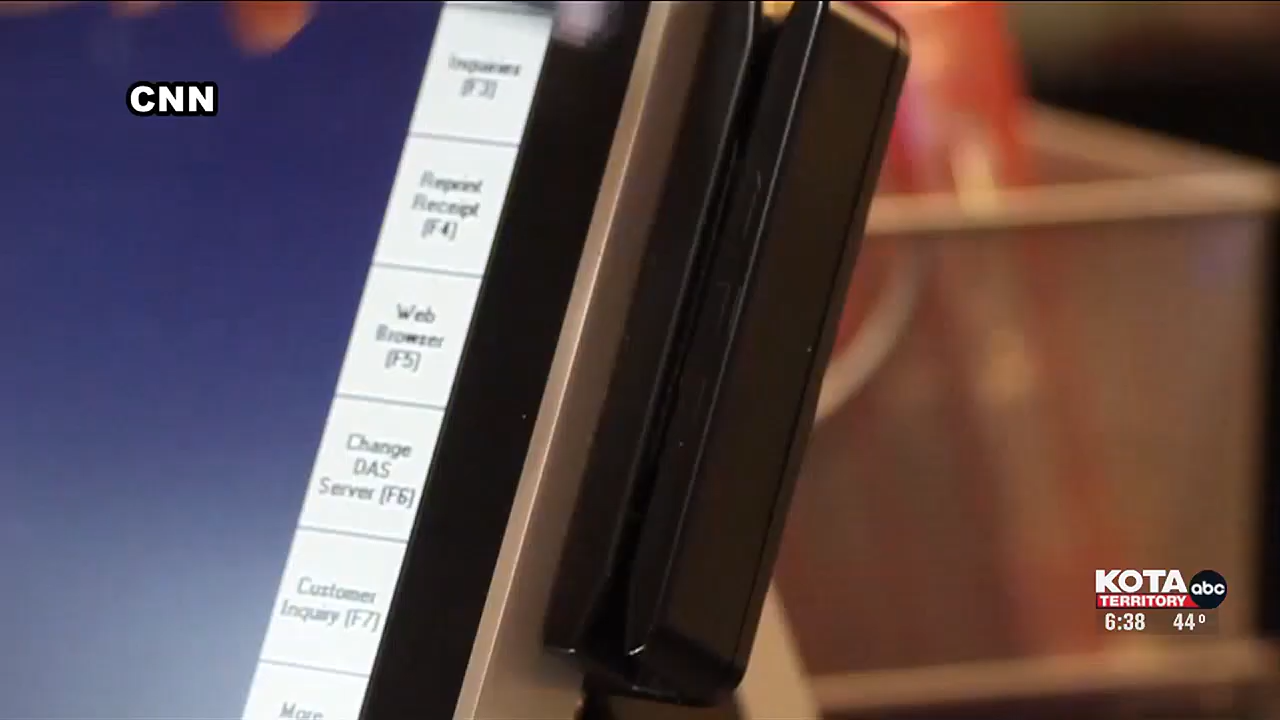 CNN
Inquiries
(F3)
Reprint
Receipt
(F4)
Web
Browser
(F5)
Change
DAS
Server (F6)
Customer
Inquiry (F7)
More
KOTA
TERRITORY
abc
6:38 44°